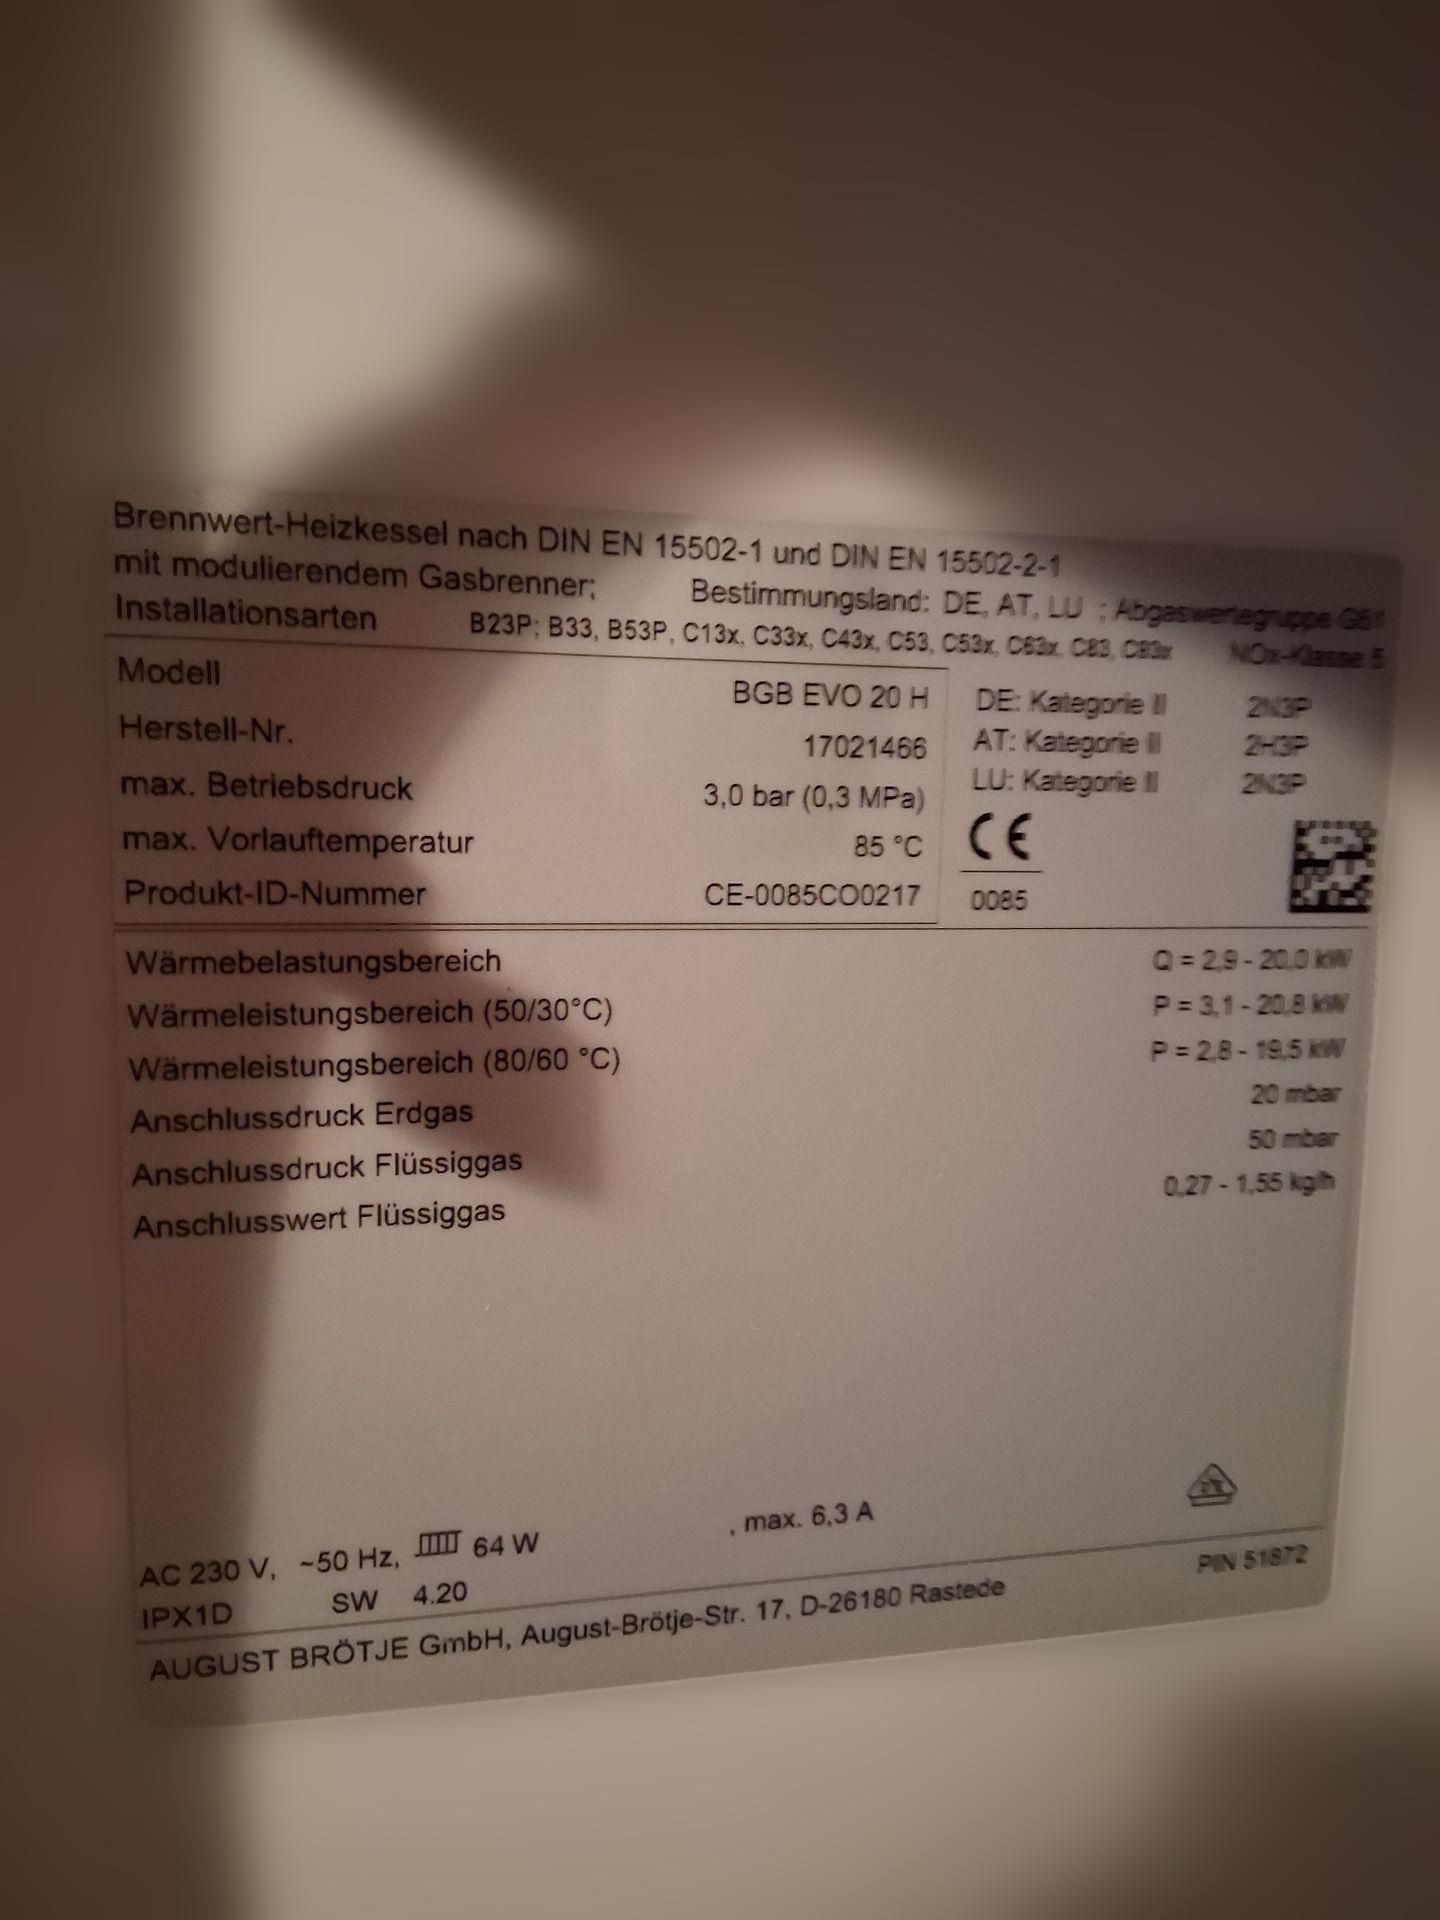 Brennwert-Heizkessel nach DIN EN 15502-1 und DIN EN 15502-2-1
mit modulierendem Gasbrenner; Bestimmungsland: DE, AT, LU ; Abgaswertegruppe G61
Installationsarten B23P; B33, B53P, C13x, C33x, C43x, C53, C53x, C63x, C83, C93x NOx-Klasse 5
Modell BGB EVO 20 H
DE: Kategorie II 2N3P
Herstell-Nr. 17021466
AT: Kategorie II 2H3P
LU: Kategorie II 2N3P
max. Betriebsdruck 3,0 bar (0,3 MPa)
max. Vorlauftemperatur 85 °C
CE
Produkt-ID-Nummer CE-0085CO0217
0085
Wärmebelastungsbereich Q = 2,9 - 20,0 kW
Wärmeleistungsbereich (50/30°C) P = 3,1 - 20,8 kW
Wärmeleistungsbereich (80/60 °C) P = 2,8 - 19,5 kW
Anschlussdruck Erdgas 20 mbar
Anschlussdruck Flüssiggas 50 mbar
Anschlusswert Flüssiggas 0,27 - 1,55 kg/h
AC 230 V, ~50 Hz, 64 W , max. 6,3 A
IPX1D SW 4.20
PIN 51872
AUGUST BRÖTJE GmbH, August-Brötje-Str. 17, D-26180 Rastede